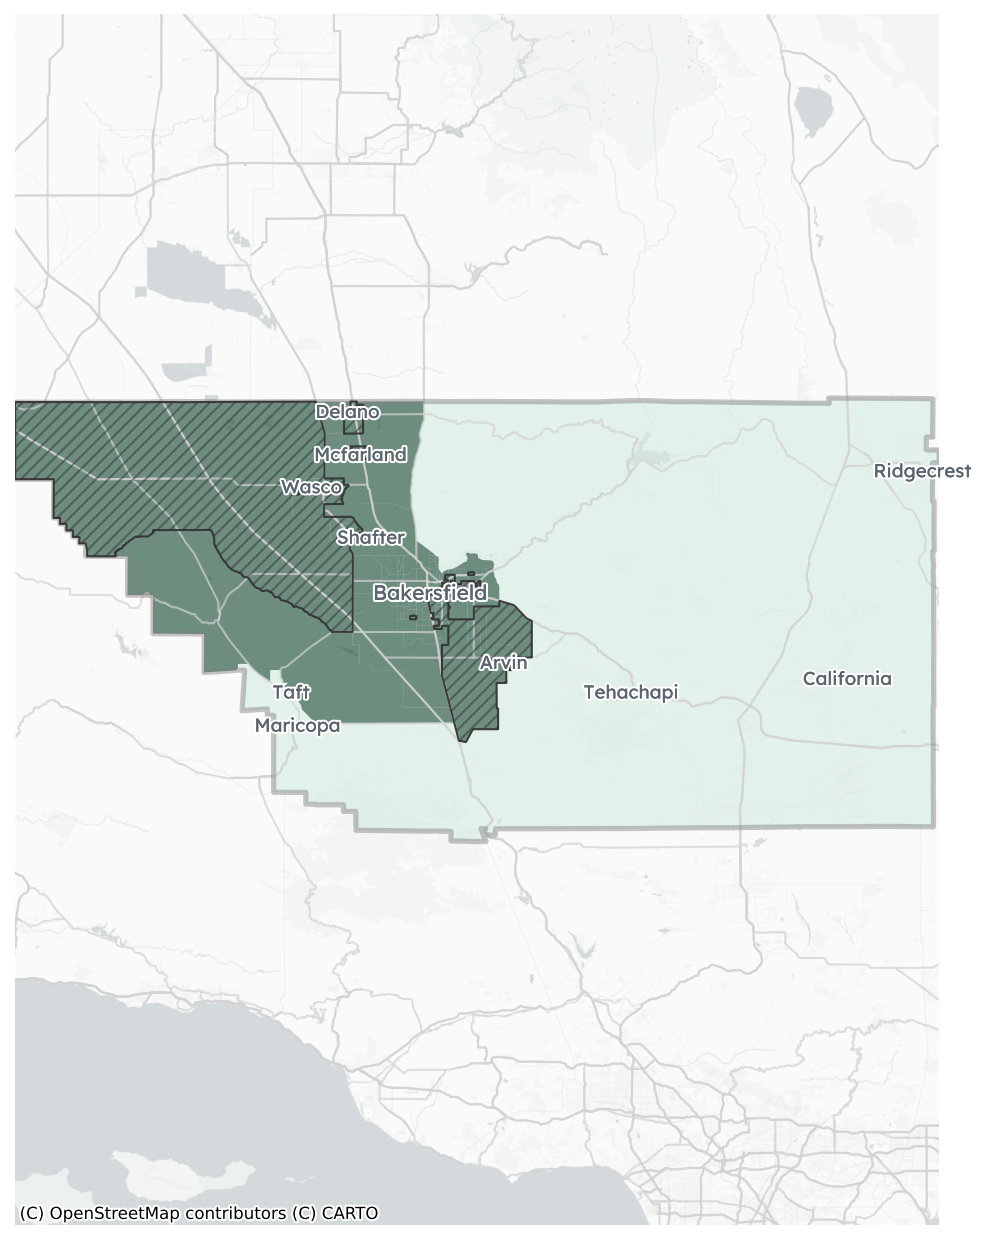 Delano
Mcfarland
Ridgecrest
Wasco
Shafter
Bakersfield
Arvin
California
Taft
Tehachapi
Maricopa
(C) OpenStreetMap contributors (C) CARTO